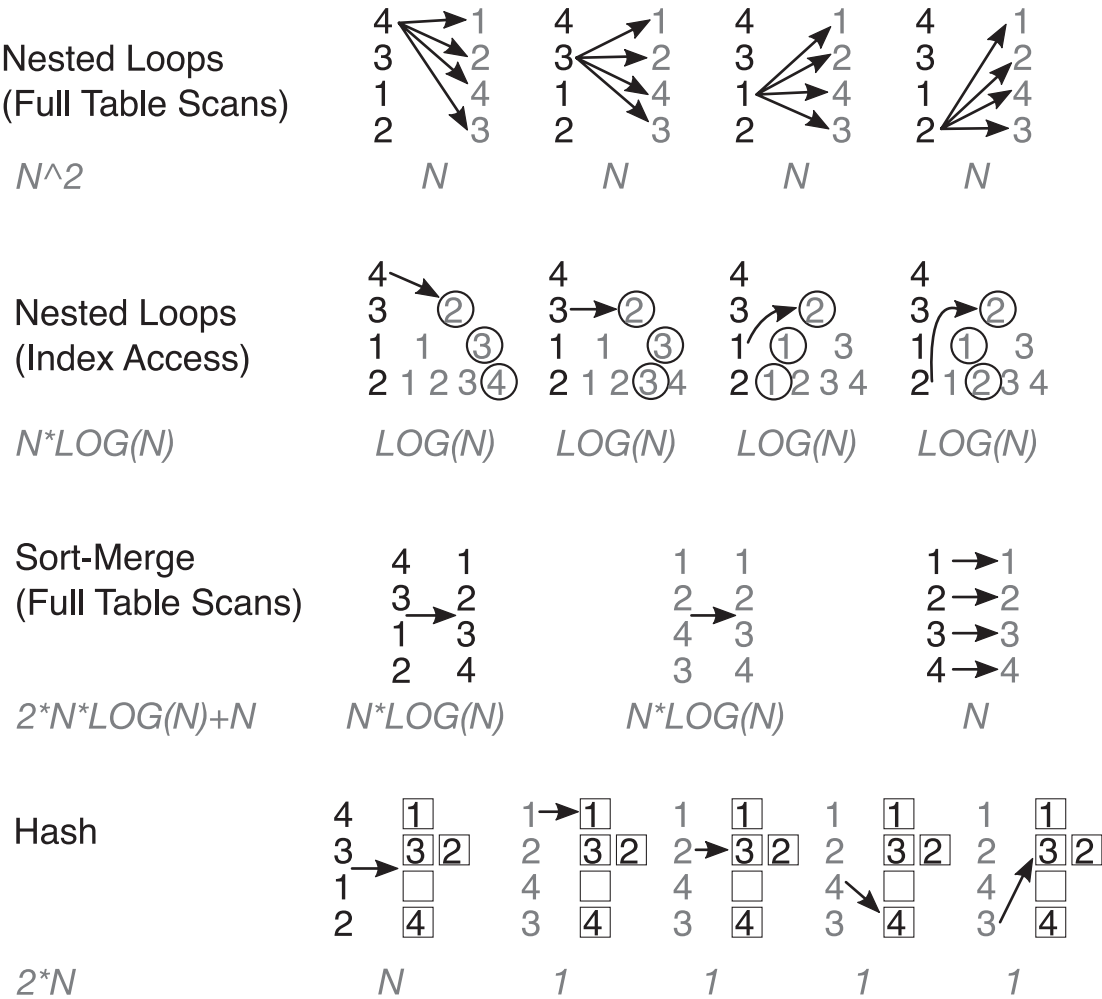 4 1 4 1 4 1 4 1
Nested Loops 3 2 3 2 3 2 3 2
(Full Table Scans) 1 4 1 4 1 4 1 4
2 3 2 3 2 3 2 3
N^2 N N N N
4 4 4 4
Nested Loops 3 2 3 2 3 2 3 2
(Index Access) 1 1 3 1 1 3 1 1 3 1 1 3
2 1 2 3 4 2 1 2 3 4 2 1 2 3 4 2 1 2 3 4
N*LOG(N) LOG(N) LOG(N) LOG(N) LOG(N)
Sort-Merge 4 1 1 1 1 1
(Full Table Scans) 3 2 2 2 2 2
1 3 4 3 3 3
2 4 3 4 4 4
2*N*LOG(N)+N N*LOG(N) N*LOG(N) N
4 1 1 1 1 1 1 1 1 1
Hash 3 3 2 2 3 2 2 3 2 2 3 2 2 3 2
1 4 4 4 4
2 4 3 4 3 4 3 4 3 4
2*N N 1 1 1 1